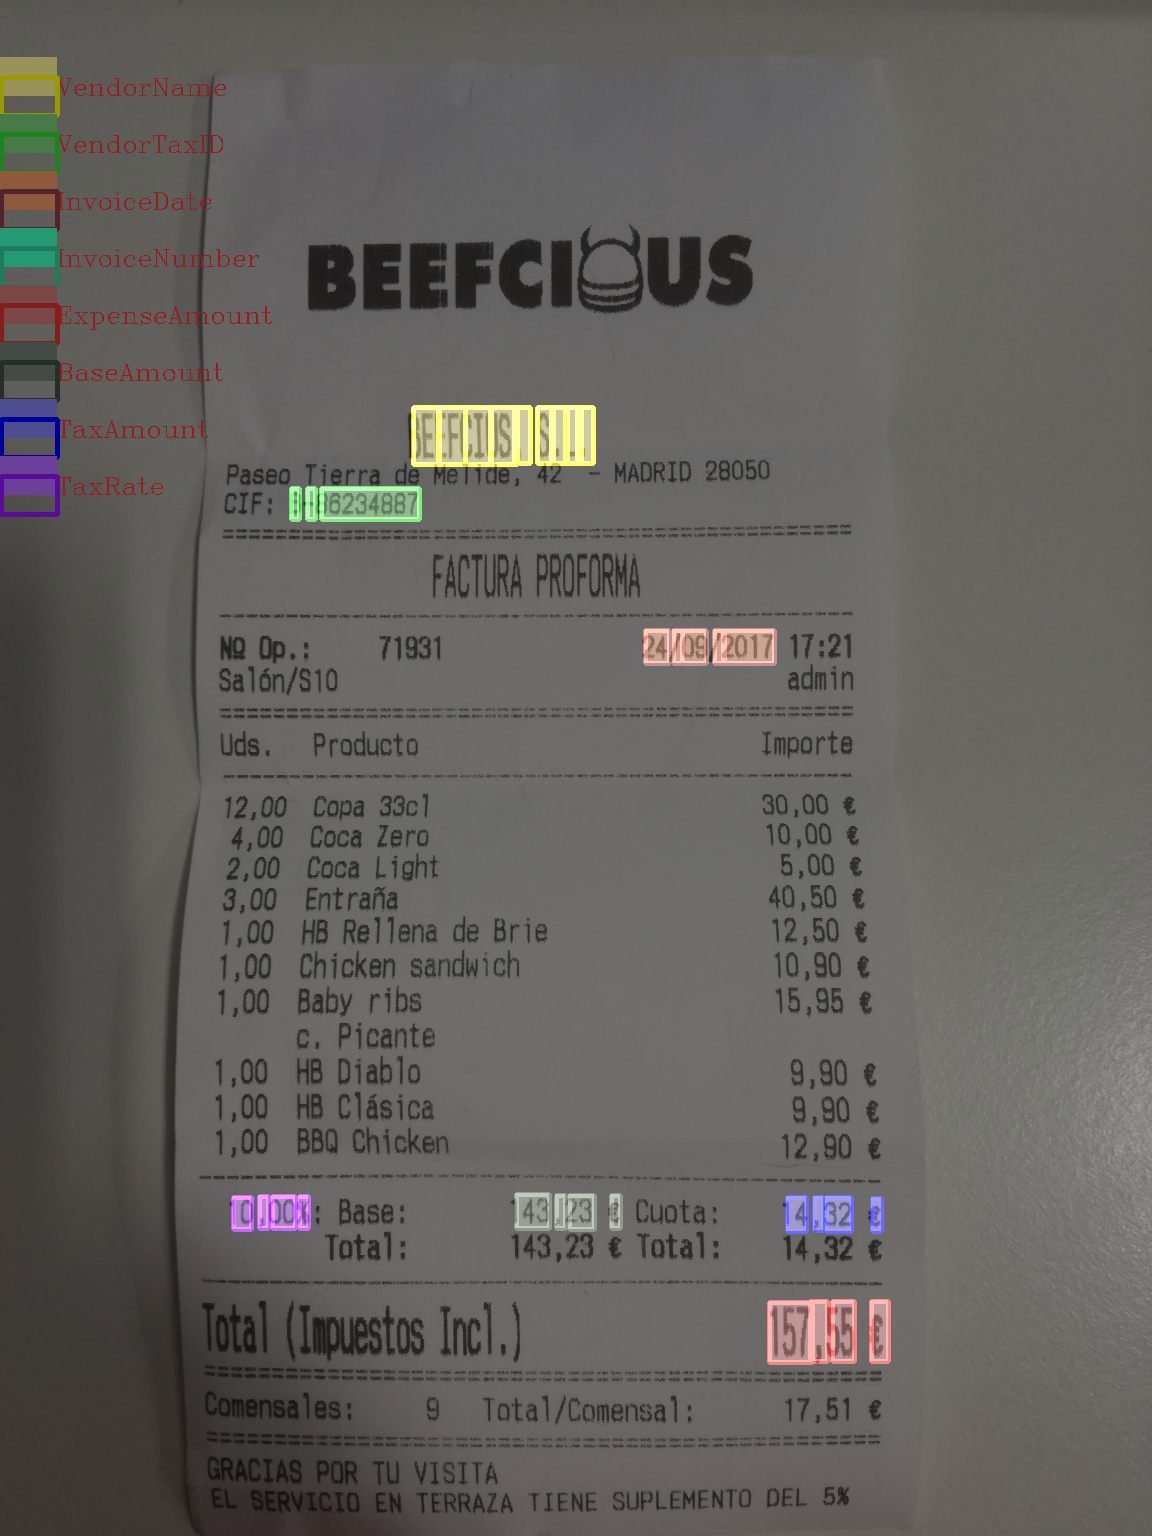 VendorName
VendorTaxID
InvoiceDate
InvoiceNumber
ExpenseAmount
BaseAmount
TaxAmount
TaxRate
BEEFCIOUS
BEEFCIOUS S.L.
Paseo Tierra de Melide, 42 - MADRID 28050
CIF: 86234887
FACTURA PROFORMA
Nº Op.: 71931 24/09/2017 17:21
Salón/S10 admin
Uds. Producto Importe
12,00 Copa 33cl 30,00 €
4,00 Coca Zero 10,00 €
2,00 Coca Light 5,00 €
3,00 Entraña 40,50 €
1,00 HB Rellena de Brie 12,50 €
1,00 Chicken sandwich 10,90 €
1,00 Baby ribs 15,95 €
c. Picante
1,00 HB Diablo 9,90 €
1,00 HB Clásica 9,90 €
1,00 BBQ Chicken 12,90 €
10,00%: Base: 143,23 € Cuota: 14,32 €
Total: 143,23 € Total: 14,32 €
Total (Impuestos Incl.) 157,55 €
Comensales: 9 Total/Comensal: 17,51 €
GRACIAS POR TU VISITA
EL SERVICIO EN TERRAZA TIENE SUPLEMENTO DEL 5%